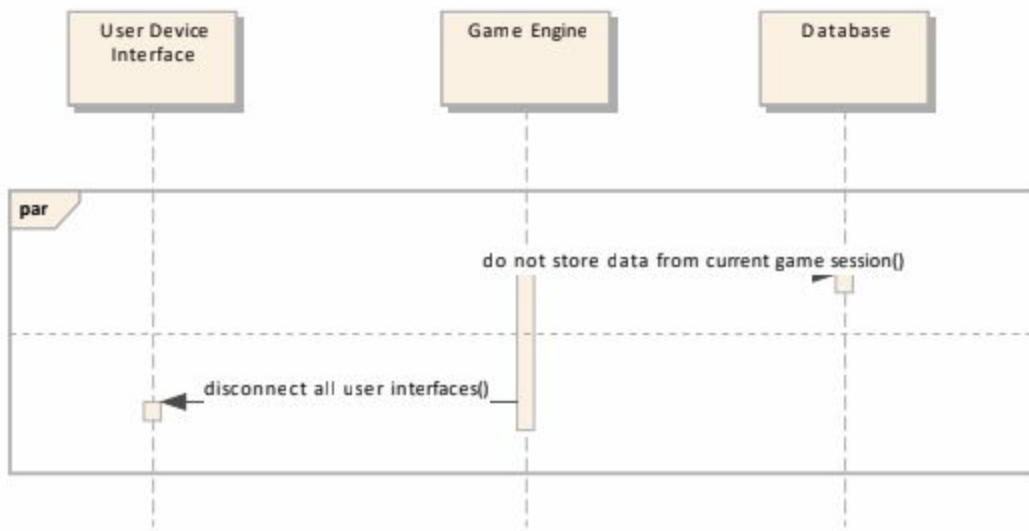 User Device
Interface
Game Engine
Database
par
do not store data from current game session()
disconnect all user interfaces()